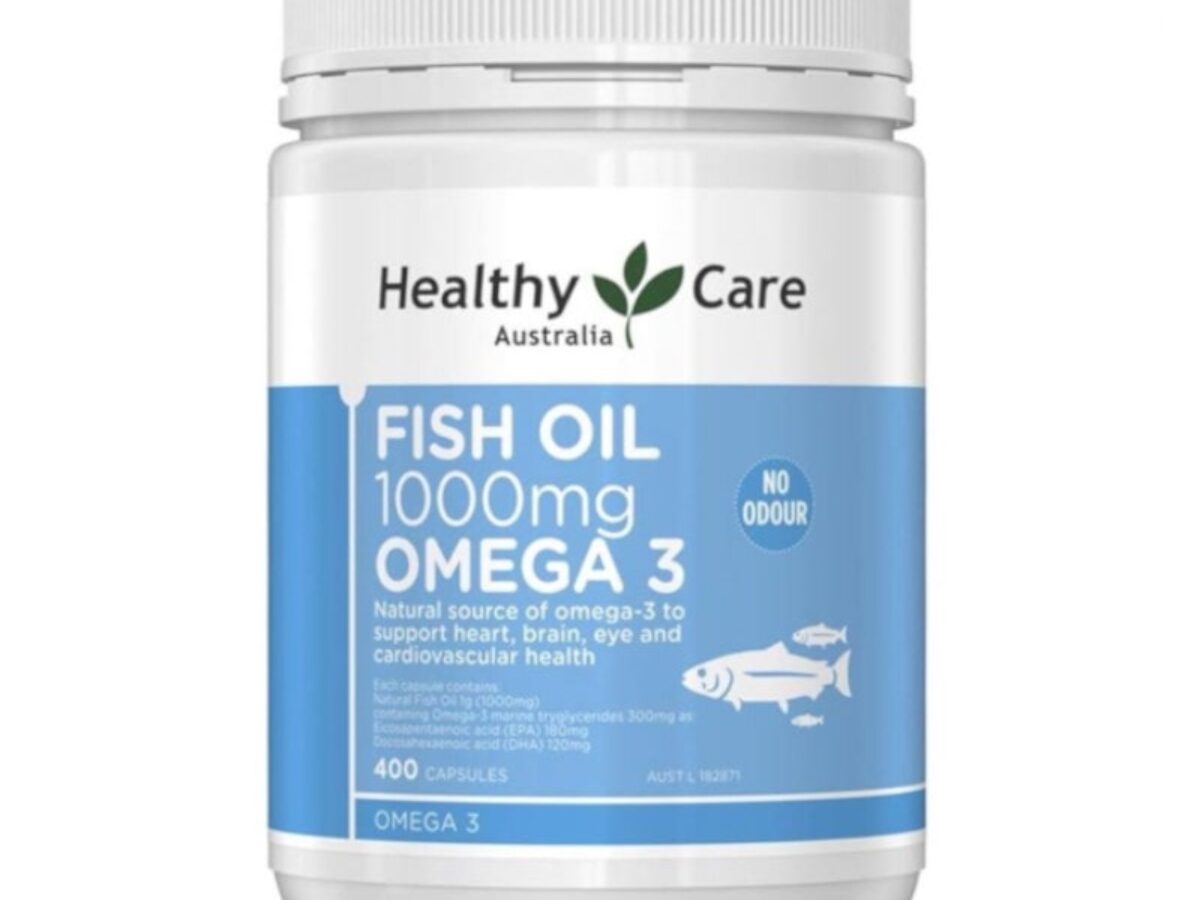 Healthy Care
Australia
FISH OIL
1000mg
OMEGA 3
NO
ODOUR
Natural source of omega-3 to
support heart, brain, eye and
cardiovascular health
Each capsule contains:
Natural Fish Oil 1g (1000mg)
containing Omega-3 marine tryglycerides 300mg as:
Eicosapentaenoic acid (EPA) 180mg
Docosahexaenoic acid (DHA) 120mg
400 CAPSULES
AUST L 182871
OMEGA 3